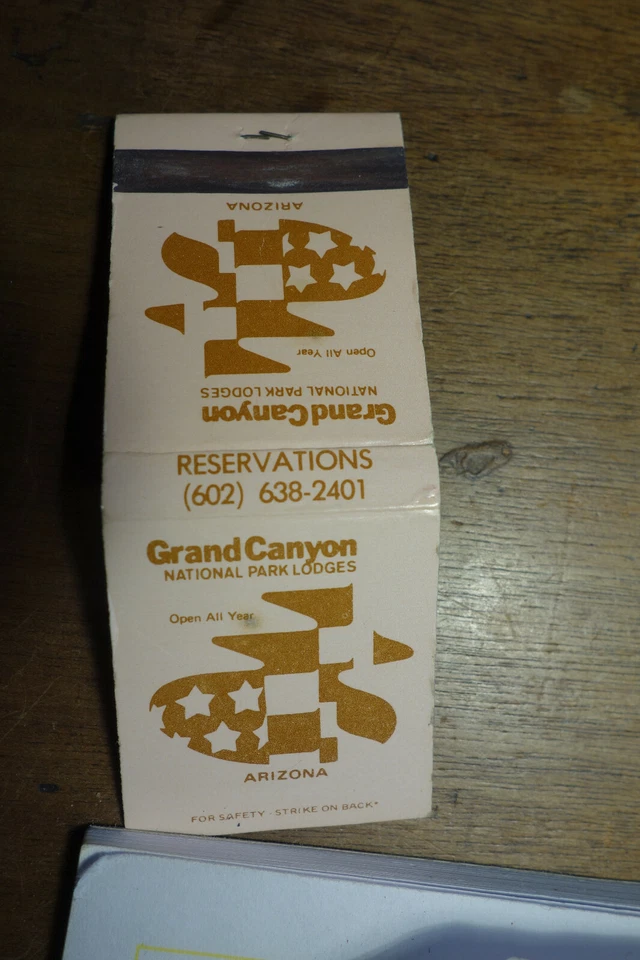 ARIZONA
Open All Year
NATIONAL PARK LODGES
Grand Canyon
RESERVATIONS
(602) 638-2401
Grand Canyon
NATIONAL PARK LODGES
Open All Year
ARIZONA
FOR SAFETY - STRIKE ON BACK